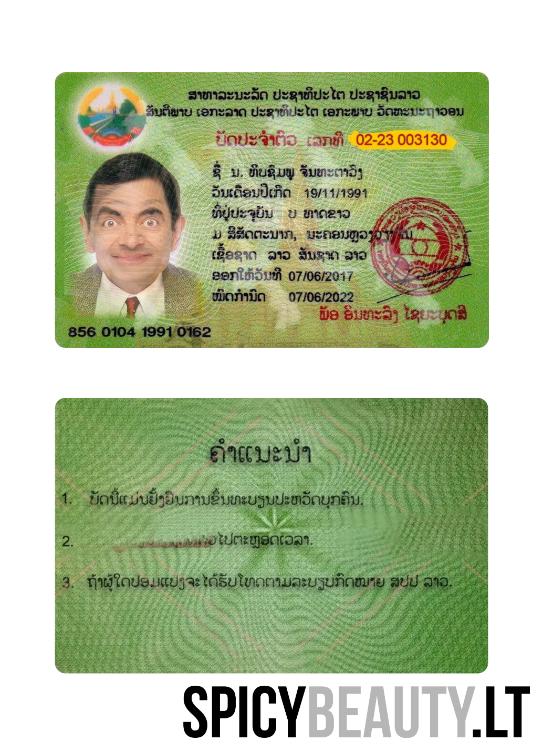 ສາທາລະນະລັດ ປະຊາທິປະໄຕ ປະຊາຊົນລາວ
ສັນຕິພາບ ເອກະລາດ ປະຊາທິປະໄຕ ເອກະພາບ ວັດທະນະຖາວອນ
ບັດປະຈຳຕົວ ເລກທີ 02-23 003130
ຊື່ ນ. ທິບຊິມພູ ຈັນທະຕາວົງ
ວັນເດືອນປີເກີດ 19/11/1991
ທີ່ຢູ່ປະຈຸບັນ ບ ທາດຂາວ
ມ ສີສັດຕະນາກ, ນະຄອນຫຼວງວຽງຈັນ
ເຊື້ອຊາດ ລາວ ສັນຊາດ ລາວ
ອອກໃຫ້ວັນທີ 07/06/2017
ໝົດກຳນົດ 07/06/2022
856 0104 1991 0162
ພັອ ອິນທະລົງ ໄຊຍະບຸດສີ
ຄຳແນະນຳ
1. ບັດນີ້ແມ່ນຢັ້ງຢືນການຂຶ້ນທະບຽນປະຫວັດບຸກຄົນ.
2. ໄປຕະຫຼອດເວລາ.
3. ຖ້າຜູ້ໃດປອມແປງຈະໄດ້ຮັບໂທດຕາມລະບຽບກົດໝາຍ ສປປ ລາວ.
SPICYBEAUTY.LT